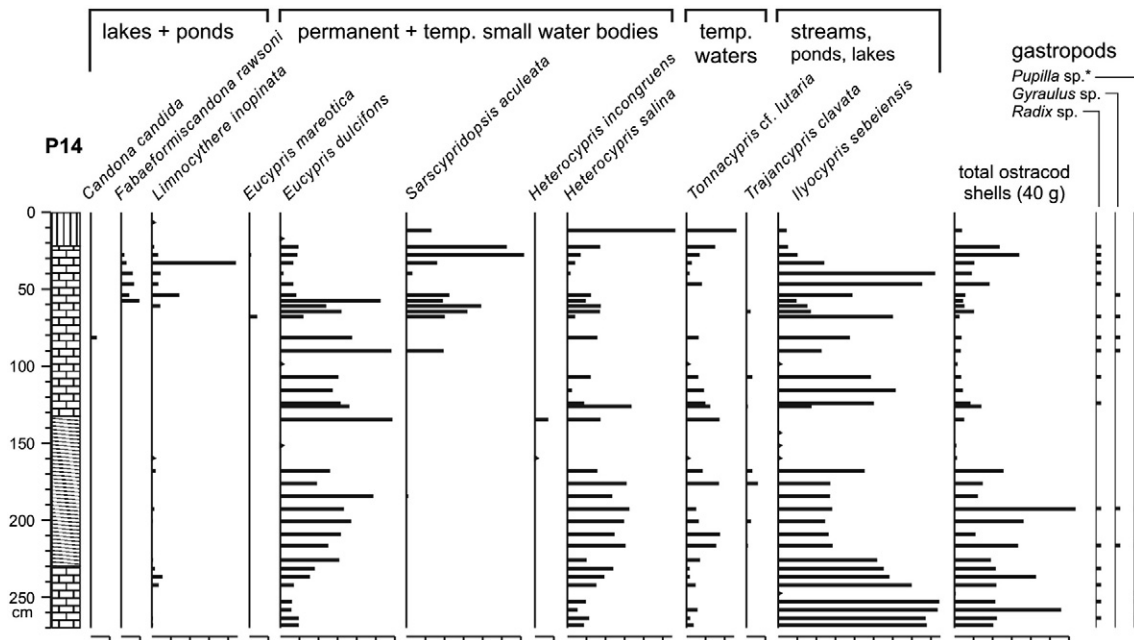 lakes + ponds
permanent + temp. small water bodies
temp.
waters
streams,
ponds, lakes
gastropods
Pupilla sp.*
Gyraulus sp.
Radix sp.
P14
Candona candida
Fabaeformiscandona rawsoni
Limnocythere inopinata
Eucypris mareotica
Eucypris dulcifons
Sarscypridopsis aculeata
Heterocypris incongruens
Heterocypris salina
Tonnacypris cf. lutaria
Trajancypris clavata
Ilyocypris sebeiensis
total ostracod
shells (40 g)
0
50
100
150
200
250
cm